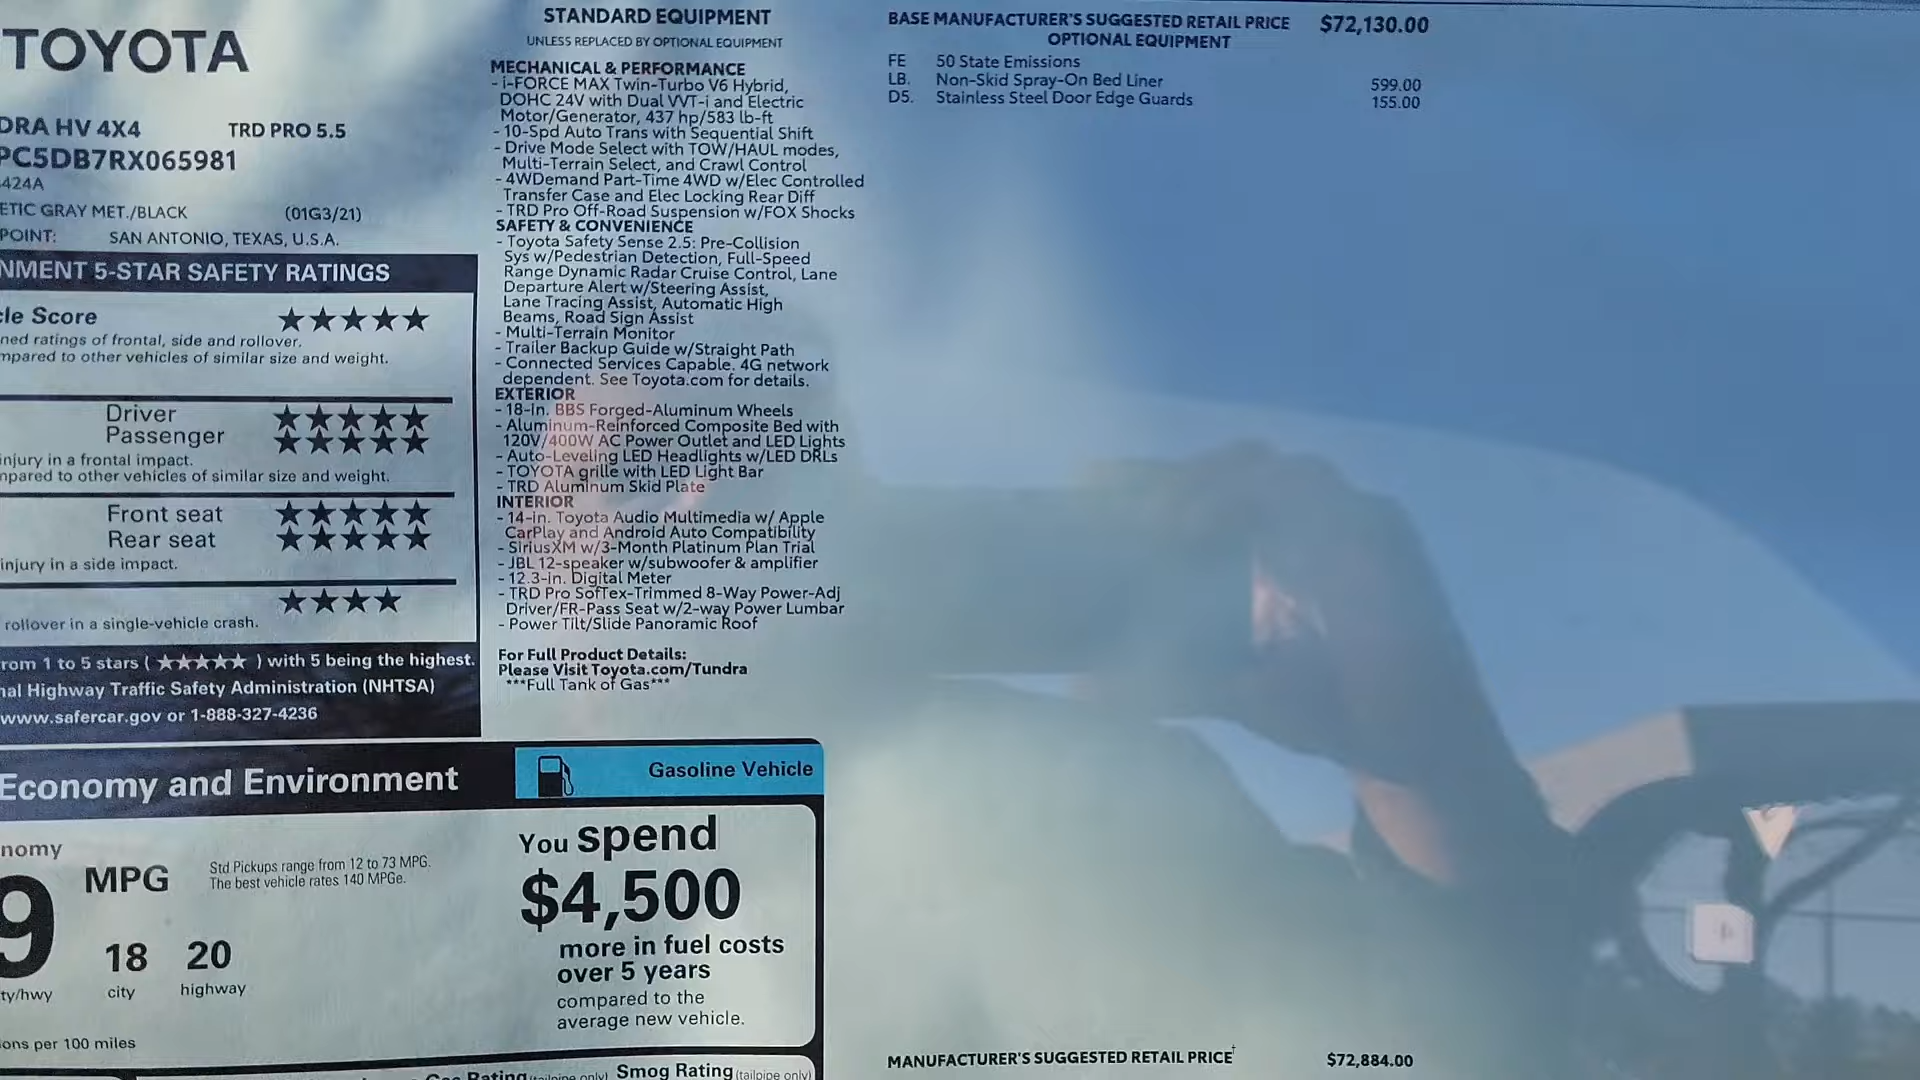 TOYOTA
DRA HV 4X4 TRD PRO 5.5
PC5DB7RX065981
424A
ETIC GRAY MET./BLACK (01G3/21)
POINT: SAN ANTONIO, TEXAS, U.S.A.
NMENT 5-STAR SAFETY RATINGS
cle Score ★★★★★
ned ratings of frontal, side and rollover.
mpared to other vehicles of similar size and weight.
Driver ★★★★★
Passenger ★★★★★
injury in a frontal impact.
mpared to other vehicles of similar size and weight.
Front seat ★★★★★
Rear seat ★★★★★
injury in a side impact.
★★★★
rollover in a single-vehicle crash.
rom 1 to 5 stars (★★★★★) with 5 being the highest.
nal Highway Traffic Safety Administration (NHTSA)
www.safercar.gov or 1-888-327-4236
STANDARD EQUIPMENT
UNLESS REPLACED BY OPTIONAL EQUIPMENT
MECHANICAL & PERFORMANCE
- i-FORCE MAX Twin-Turbo V6 Hybrid,
DOHC 24V with Dual VVT-i and Electric
Motor/Generator, 437 hp/583 lb-ft
- 10-Spd Auto Trans with Sequential Shift
- Drive Mode Select with TOW/HAUL modes,
Multi-Terrain Select, and Crawl Control
- 4WDemand Part-Time 4WD w/Elec Controlled
Transfer Case and Elec Locking Rear Diff
- TRD Pro Off-Road Suspension w/FOX Shocks
SAFETY & CONVENIENCE
- Toyota Safety Sense 2.5: Pre-Collision
Sys w/Pedestrian Detection, Full-Speed
Range Dynamic Radar Cruise Control, Lane
Departure Alert w/Steering Assist,
Lane Tracing Assist, Automatic High
Beams, Road Sign Assist
- Multi-Terrain Monitor
- Trailer Backup Guide w/Straight Path
- Connected Services Capable. 4G network
dependent. See Toyota.com for details.
EXTERIOR
- 18-in. BBS Forged-Aluminum Wheels
- Aluminum-Reinforced Composite Bed with
120V/400W AC Power Outlet and LED Lights
- Auto-Leveling LED Headlights w/LED DRLs
- TOYOTA grille with LED Light Bar
- TRD Aluminum Skid Plate
INTERIOR
- 14-in. Toyota Audio Multimedia w/ Apple
CarPlay and Android Auto Compatibility
- SiriusXM w/3-Month Platinum Plan Trial
- JBL 12-speaker w/subwoofer & amplifier
- 12.3-in. Digital Meter
- TRD Pro SofTex-Trimmed 8-Way Power-Adj
Driver/FR-Pass Seat w/2-way Power Lumbar
- Power Tilt/Slide Panoramic Roof
For Full Product Details:
Please Visit Toyota.com/Tundra
***Full Tank of Gas***
BASE MANUFACTURER'S SUGGESTED RETAIL PRICE $72,130.00
OPTIONAL EQUIPMENT
FE 50 State Emissions
LB. Non-Skid Spray-On Bed Liner 599.00
D5. Stainless Steel Door Edge Guards 155.00
Economy and Environment
Gasoline Vehicle
nomy
9 MPG
Std Pickups range from 12 to 73 MPG.
The best vehicle rates 140 MPGe.
18 20
ty/hwy city highway
ons per 100 miles
You spend
$4,500
more in fuel costs
over 5 years
compared to the
average new vehicle.
Gas Rating (tailpipe only) Smog Rating (tailpipe only)
MANUFACTURER'S SUGGESTED RETAIL PRICE† $72,884.00